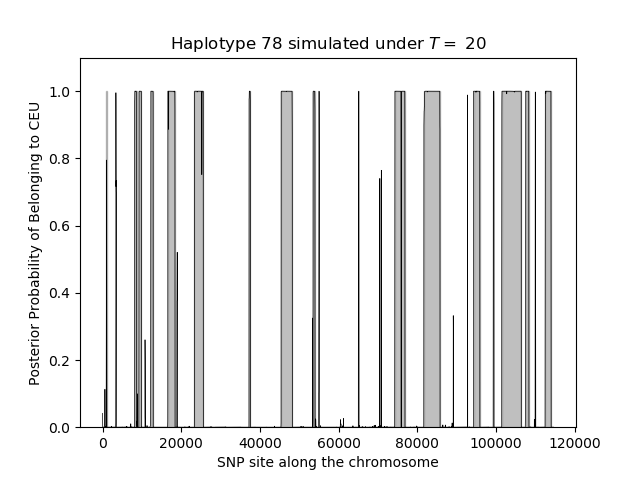 Haplotype 78 simulated under T = 20
Posterior Probability of Belonging to CEU
1.0
0.8
0.6
0.4
0.2
0.0
0 20000 40000 60000 80000 100000 120000
SNP site along the chromosome